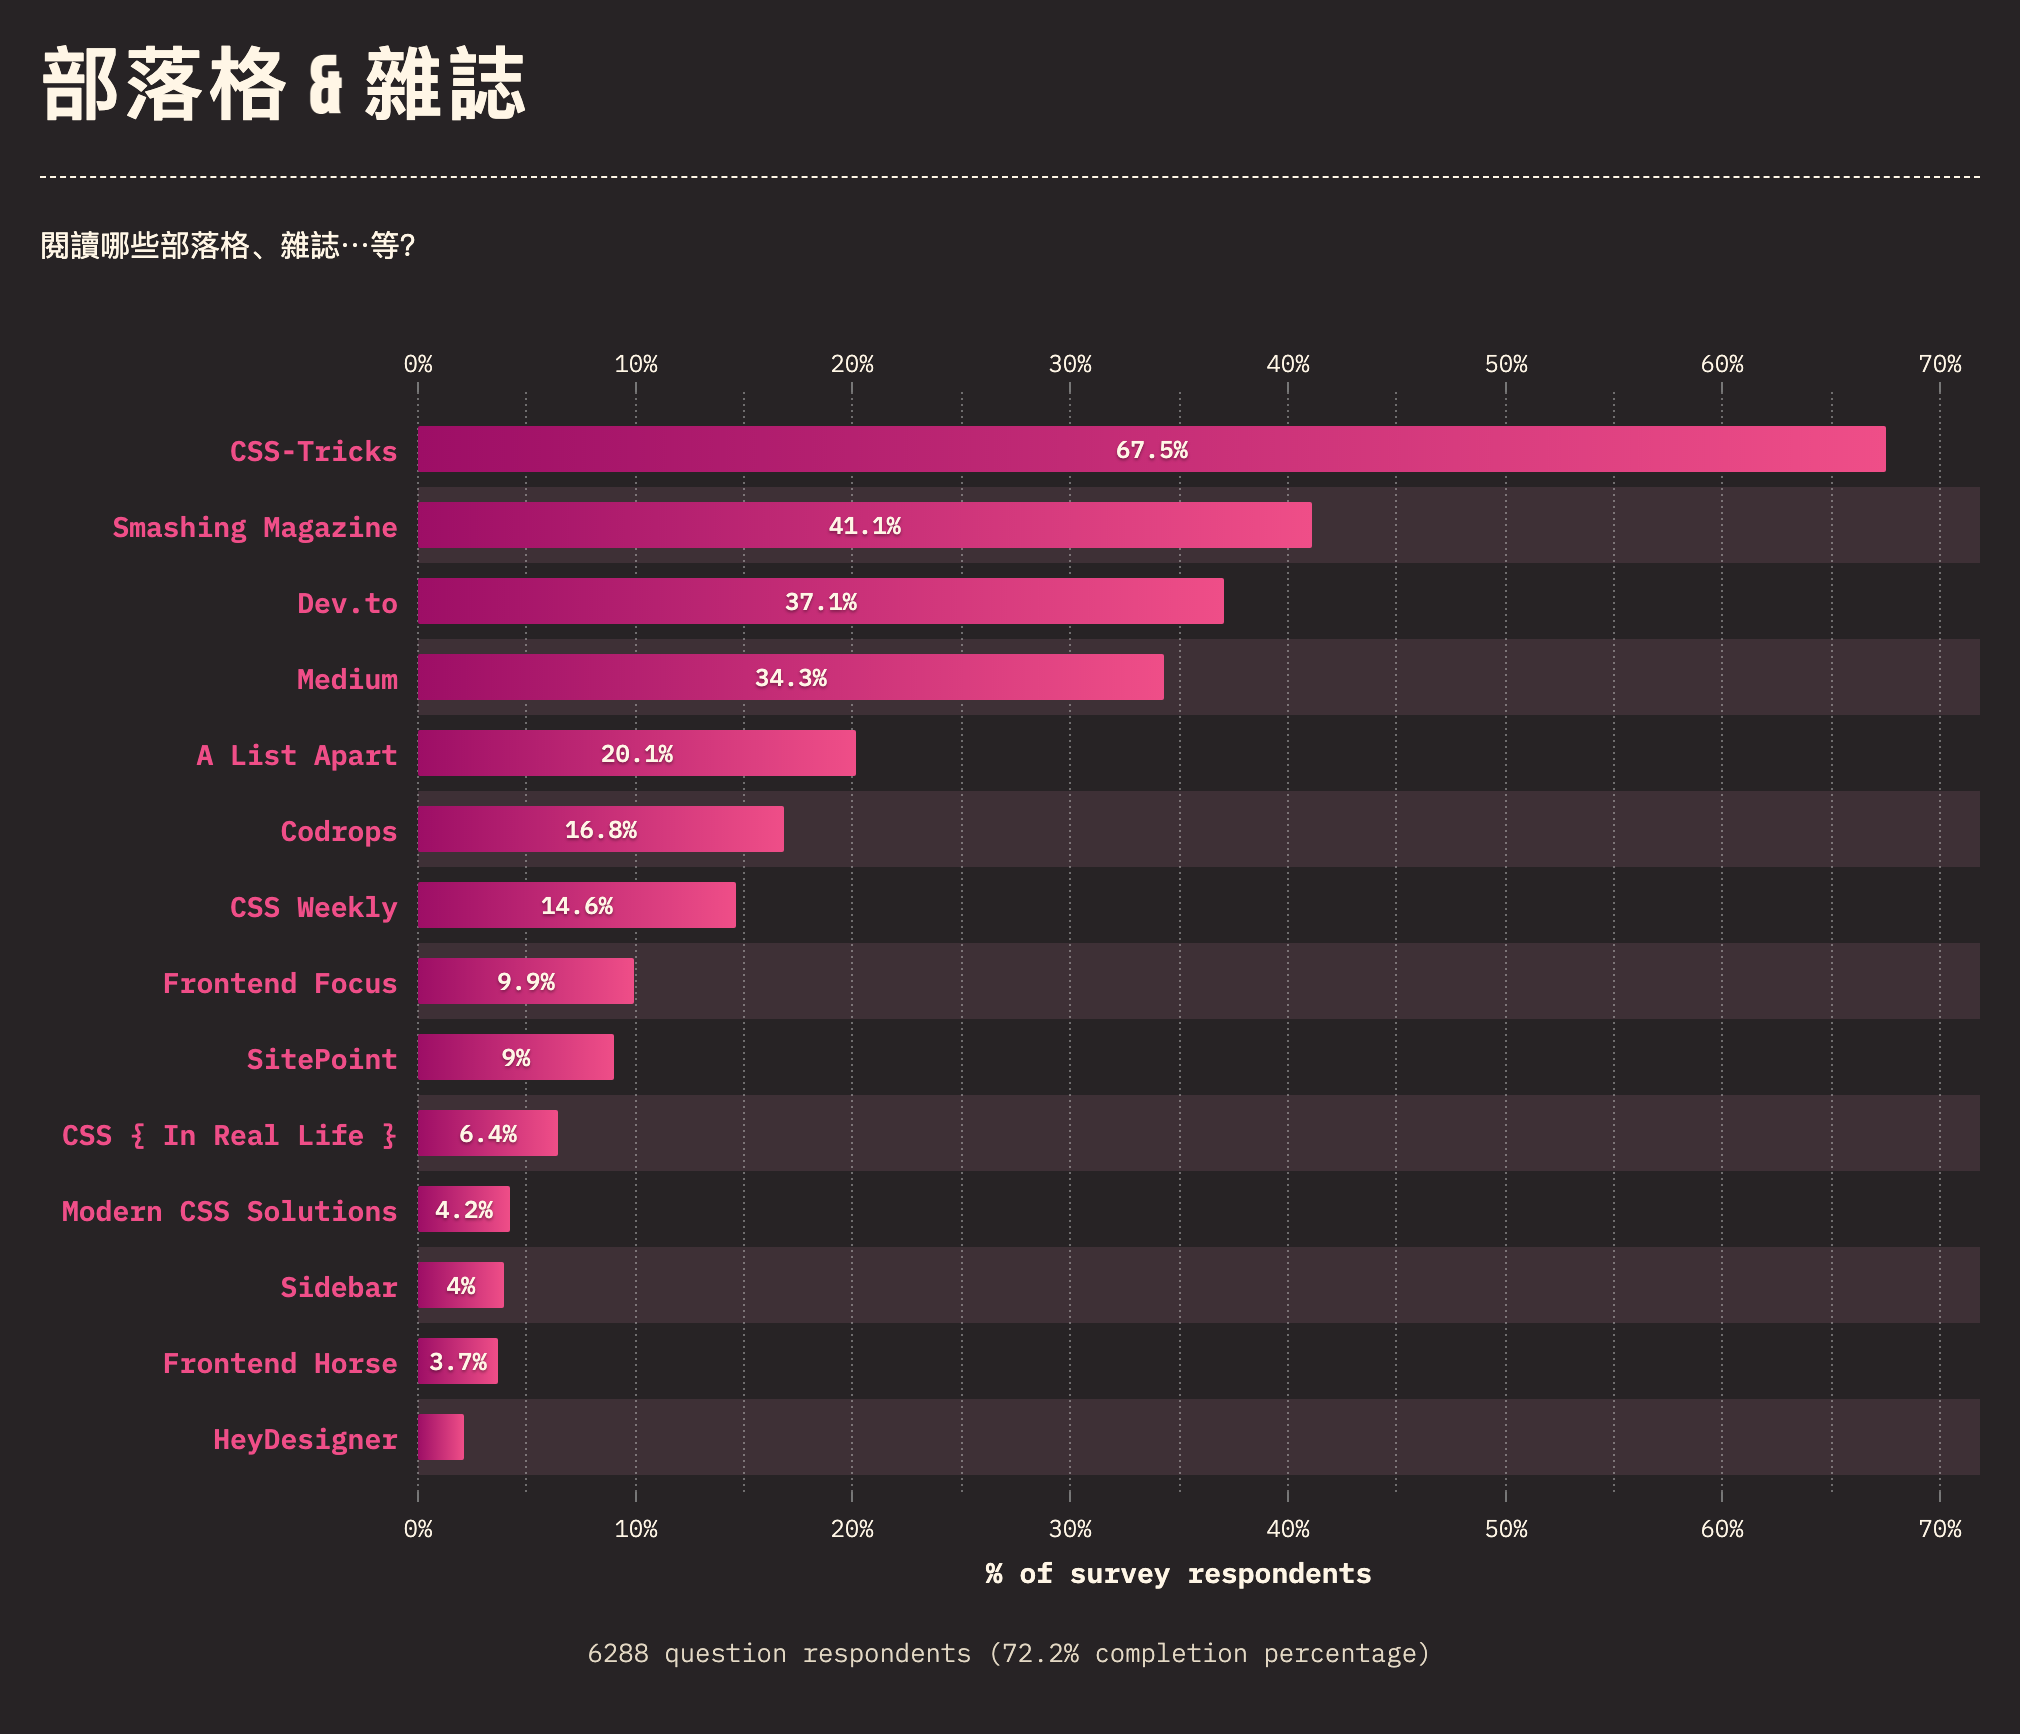 部落格 & 雜誌
閱讀哪些部落格、雜誌…等?
0% 10% 20% 30% 40% 50% 60% 70%
CSS-Tricks 67.5%
Smashing Magazine 41.1%
Dev.to 37.1%
Medium 34.3%
A List Apart 20.1%
Codrops 16.8%
CSS Weekly 14.6%
Frontend Focus 9.9%
SitePoint 9%
CSS { In Real Life } 6.4%
Modern CSS Solutions 4.2%
Sidebar 4%
Frontend Horse 3.7%
HeyDesigner
0% 10% 20% 30% 40% 50% 60% 70%
% of survey respondents
6288 question respondents (72.2% completion percentage)